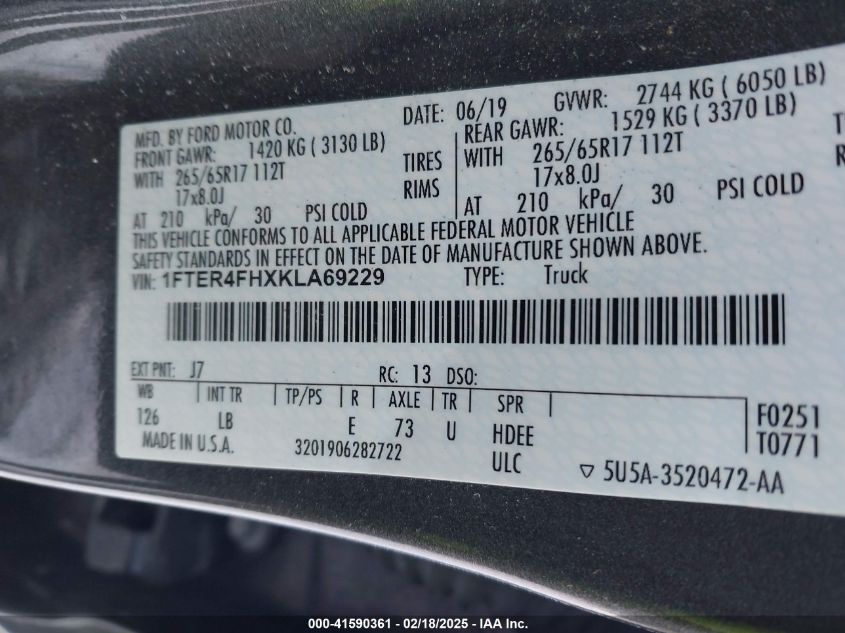 MFD. BY FORD MOTOR CO. DATE: 06/19 GVWR: 2744 KG ( 6050 LB)
FRONT GAWR: 1420 KG ( 3130 LB) REAR GAWR: 1529 KG ( 3370 LB)
WITH 265/65R17 112T TIRES WITH 265/65R17 112T
17x8.0J RIMS 17x8.0J
AT 210 kPa/ 30 PSI COLD AT 210 kPa/ 30 PSI COLD
THIS VEHICLE CONFORMS TO ALL APPLICABLE FEDERAL MOTOR VEHICLE
SAFETY STANDARDS IN EFFECT ON THE DATE OF MANUFACTURE SHOWN ABOVE.
VIN: 1FTER4FHXKLA69229 TYPE: Truck
EXT PNT: J7 RC: 13 DSO:
WB INT TR TP/PS R AXLE TR SPR
126 LB E 73 U HDEE F0251
MADE IN U.S.A. 3201906282722 ULC T0771
5U5A-3520472-AA
000-41590361 - 02/18/2025 - IAA Inc.